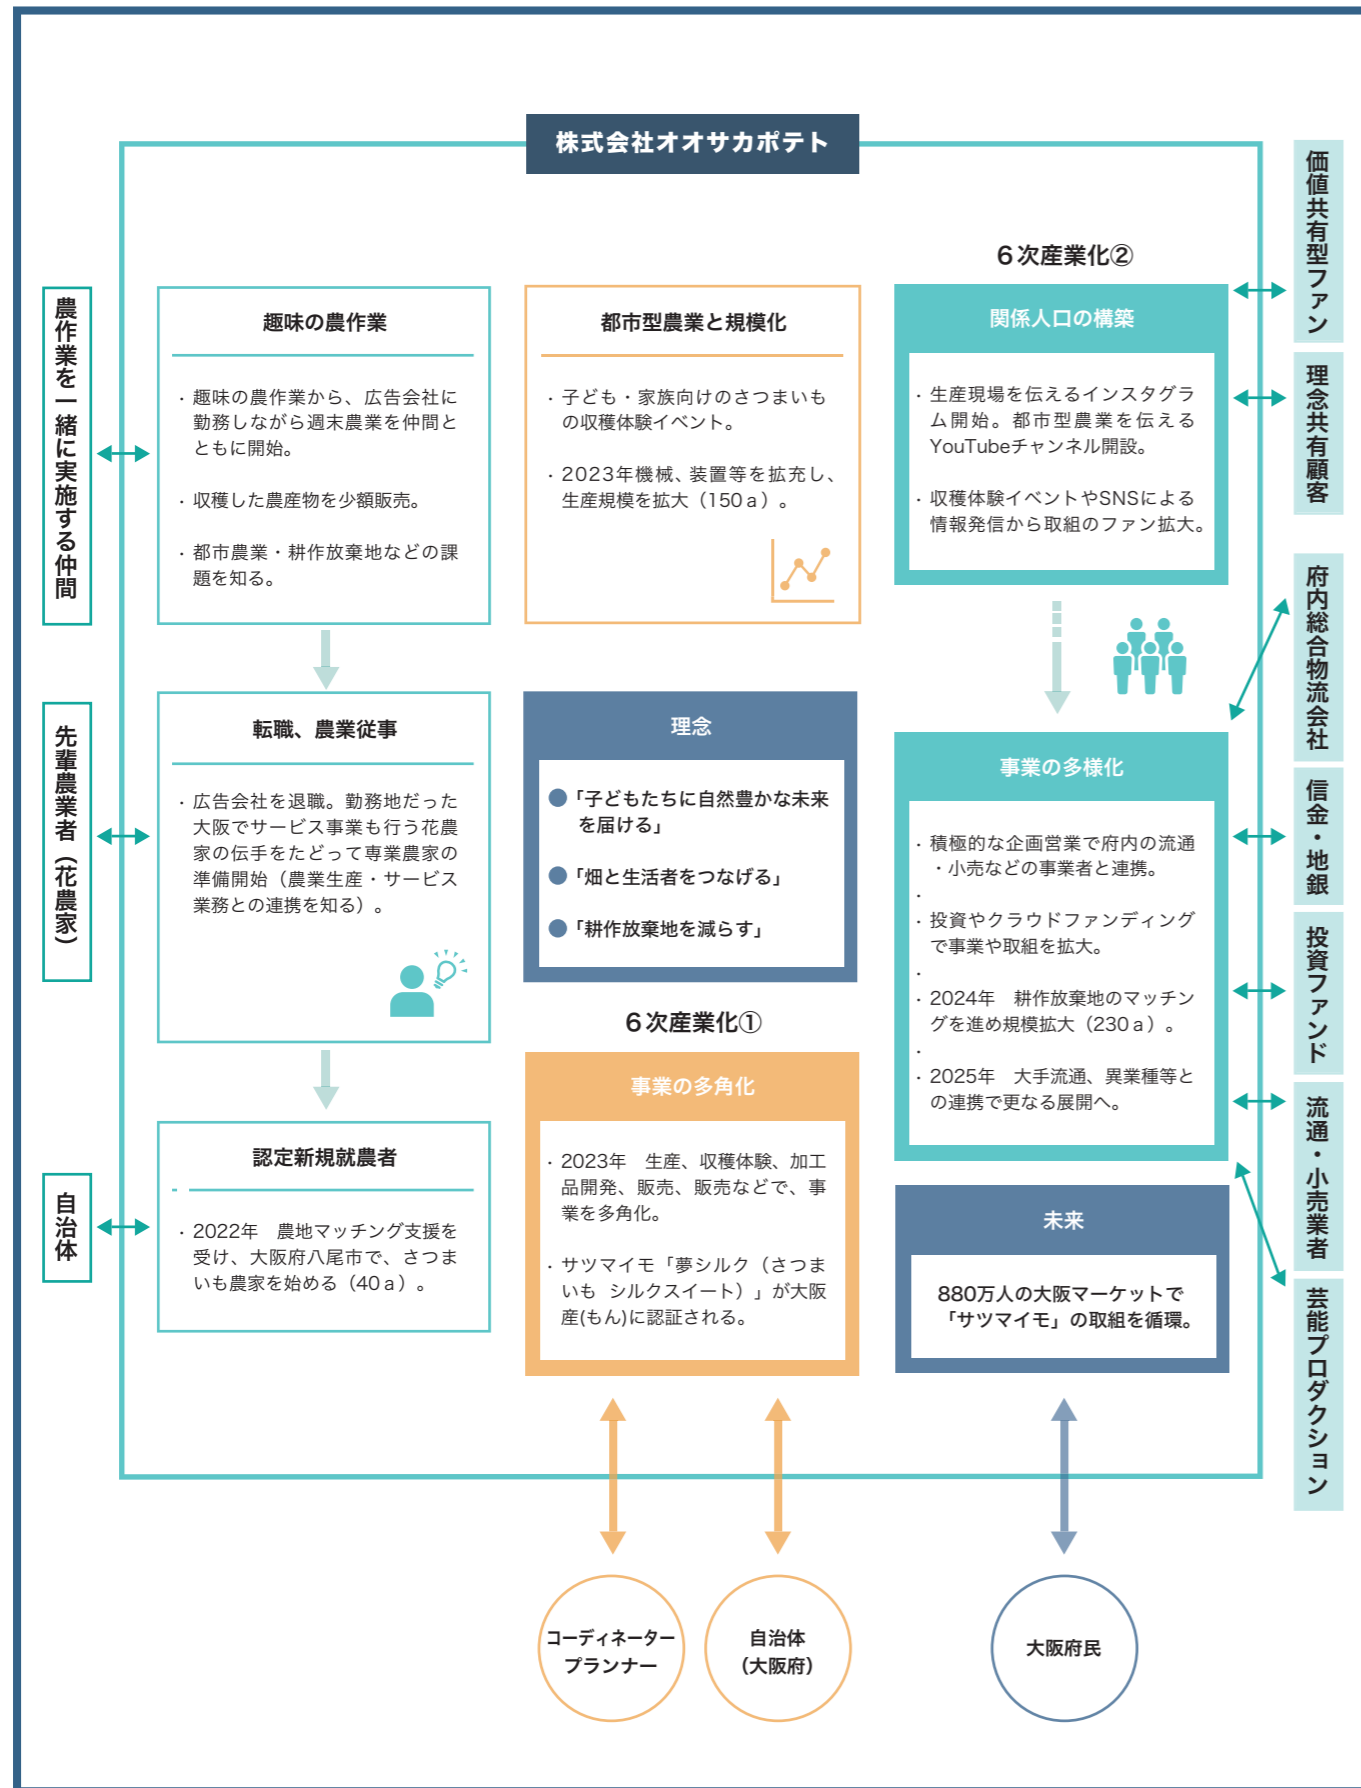 株式会社オオサカポテト
農作業を一緒に実施する仲間
趣味の農作業
・趣味の農作業から、広告会社に
勤務しながら週末農業を仲間と
ともに開始。
・収穫した農産物を少額販売。
・都市農業・耕作放棄地などの課
題を知る。
先輩農業者（花農家）
転職、農業従事
・広告会社を退職。勤務地だった
大阪でサービス事業も行う花農
家の伝手をたどって専業農家の
準備開始（農業生産・サービス
業務との連携を知る）。
自治体
認定新規就農者
・2022年　農地マッチング支援を
受け、大阪府八尾市で、さつま
いも農家を始める（40a）。
都市型農業と規模化
・子ども・家族向けのさつまいも
の収穫体験イベント。
・2023年機械、装置等を拡充し、
生産規模を拡大（150a）。
理念
●「子どもたちに自然豊かな未来
を届ける」
●「畑と生活者をつなげる」
●「耕作放棄地を減らす」
６次産業化①
事業の多角化
・2023年　生産、収穫体験、加工
品開発、販売、販売などで、事
業を多角化。
・サツマイモ「夢シルク（さつま
いも シルクスイート）」が大阪
産(もん)に認証される。
コーディネーター
プランナー
自治体
（大阪府）
６次産業化②
関係人口の構築
・生産現場を伝えるインスタグラ
ム開始。都市型農業を伝える
YouTubeチャンネル開設。
・収穫体験イベントやSNSによる
情報発信から取組のファン拡大。
事業の多様化
・積極的な企画営業で府内の流通
・小売などの事業者と連携。
・
・投資やクラウドファンディング
で事業や取組を拡大。
・
・2024年　耕作放棄地のマッチン
グを進め規模拡大（230a）。
・
・2025年　大手流通、異業種等と
の連携で更なる展開へ。
未来
880万人の大阪マーケットで
「サツマイモ」の取組を循環。
大阪府民
価値共有型ファン
理念共有顧客
府内総合物流会社
信金・地銀
投資ファンド
流通・小売業者
芸能プロダクション